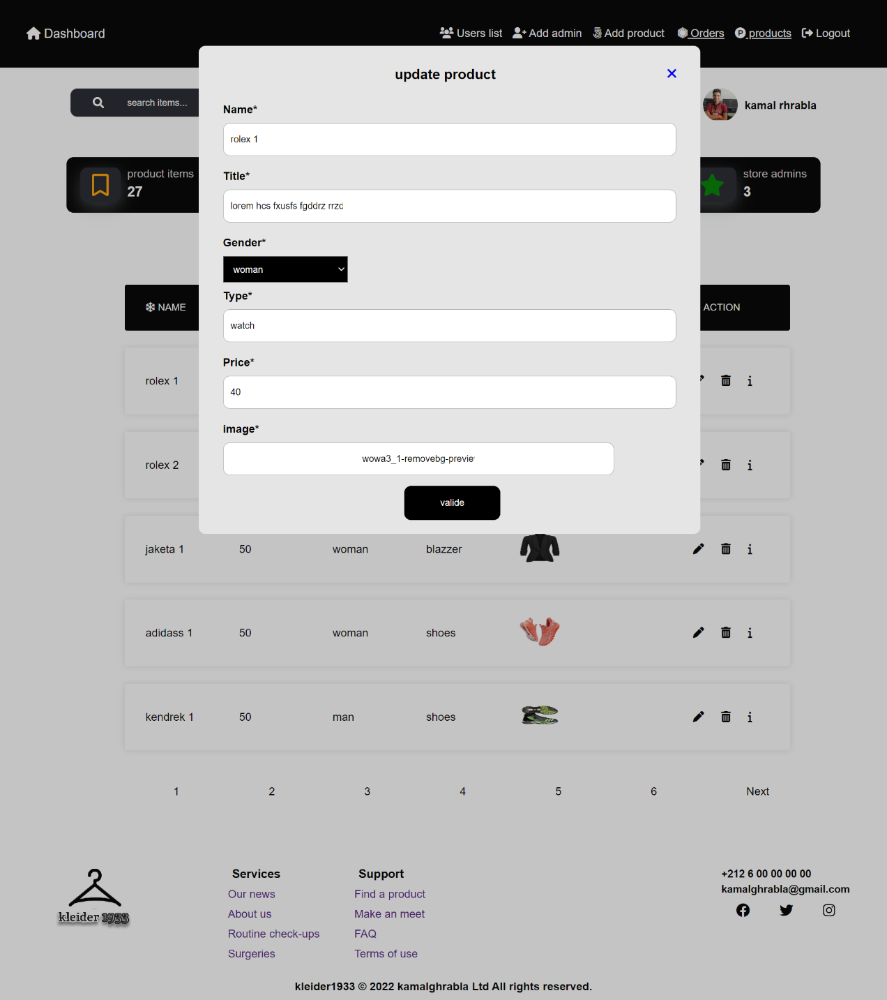 Dashboard
Users list
Add admin
Add product
Orders
products
Logout
update product
search items...
kamal rhrabla
Name*
rolex 1
product items
27
store admins
3
Title*
lorem hcs fxusfs fgddrz rrzd
Gender*
woman
Type*
watch
NAME
ACTION
Price*
40
rolex 1
image*
wowa3_1-removebg-previe
rolex 2
valide
jaketa 1 50 woman blazzer
adidass 1 50 woman shoes
kendrek 1 50 man shoes
1 2 3 4 5 6 Next
kleider 1933
Services
Our news
About us
Routine check-ups
Surgeries
Support
Find a product
Make an meet
FAQ
Terms of use
+212 6 00 00 00 00
kamalghrabla@gmail.com
kleider1933 © 2022 kamalghrabla Ltd All rights reserved.